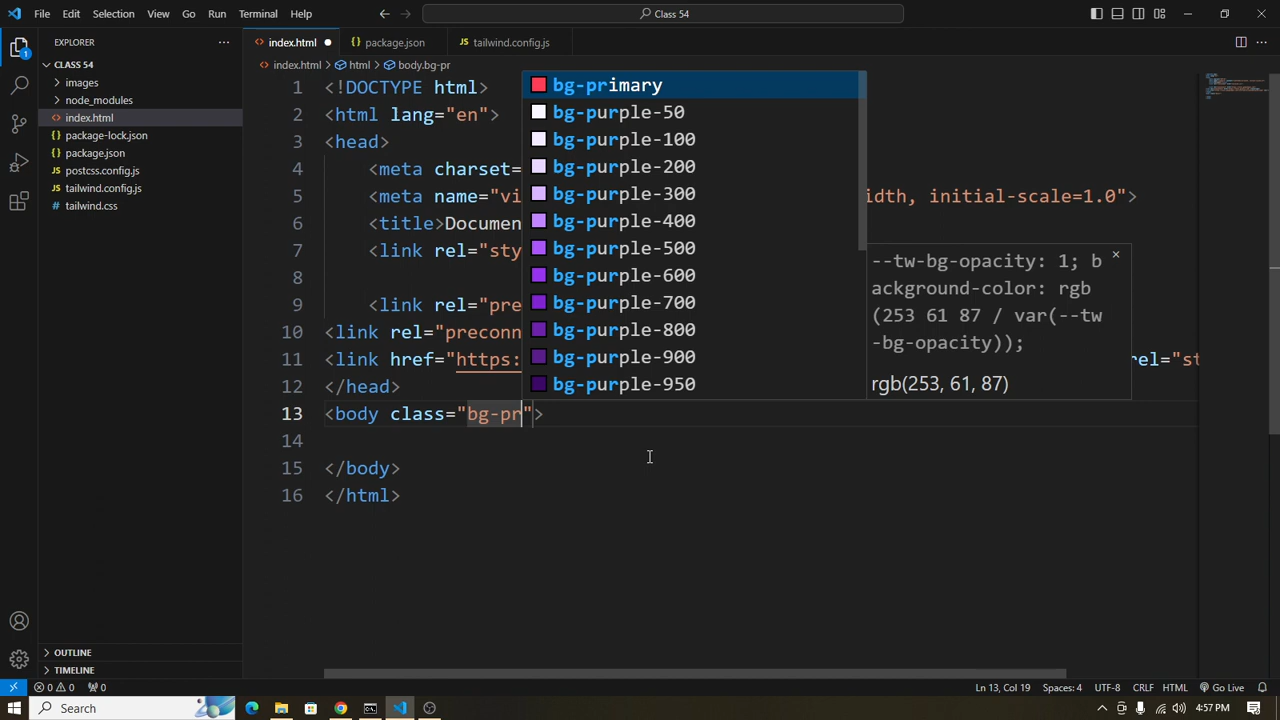 File Edit Selection View Go Run Terminal Help
Class 54
EXPLORER
index.html
package.json
tailwind.config.js
CLASS 54
index.html > html > body.bg-pr
images
node_modules
index.html
package-lock.json
package.json
postcss.config.js
tailwind.config.js
tailwind.css
1
1 <!DOCTYPE html>
2 <html lang="en">
3 <head>
4 <meta charset=
5 <meta name="vi idth, initial-scale=1.0">
6 <title>Documen
7 <link rel="sty
8
9 <link rel="pre
10 <link rel="preconn
11 <link href="https: rel="st
12 </head>
13 <body class="bg-pr">
14
15 </body>
16 </html>
bg-primary
bg-purple-50
bg-purple-100
bg-purple-200
bg-purple-300
bg-purple-400
bg-purple-500
bg-purple-600
bg-purple-700
bg-purple-800
bg-purple-900
bg-purple-950
--tw-bg-opacity: 1; b
ackground-color: rgb
(253 61 87 / var(--tw
-bg-opacity));
rgb(253, 61, 87)
OUTLINE
TIMELINE
0 0 0
Ln 13, Col 19 Spaces: 4 UTF-8 CRLF HTML Go Live
Search
4:57 PM